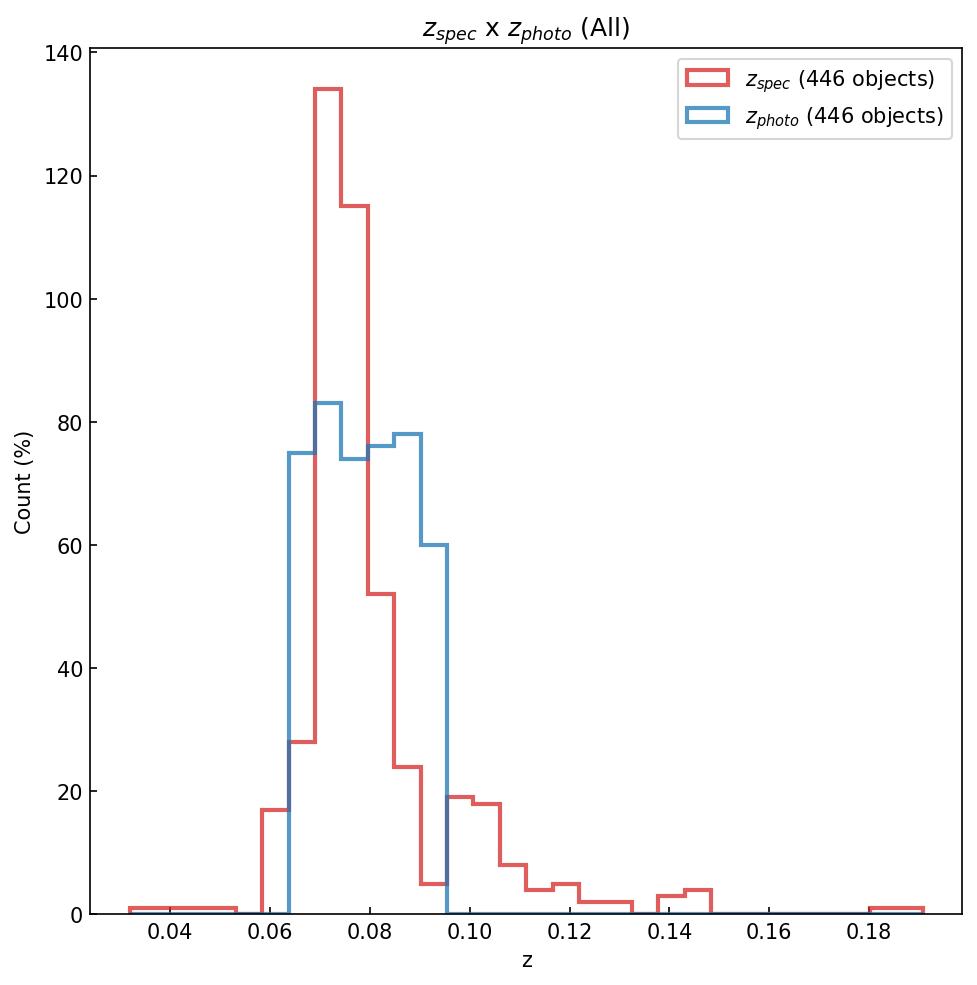 z_spec x z_photo (All)
z_spec (446 objects)
z_photo (446 objects)
Count (%)
140
120
100
80
60
40
20
0
0.04 0.06 0.08 0.10 0.12 0.14 0.16 0.18
z